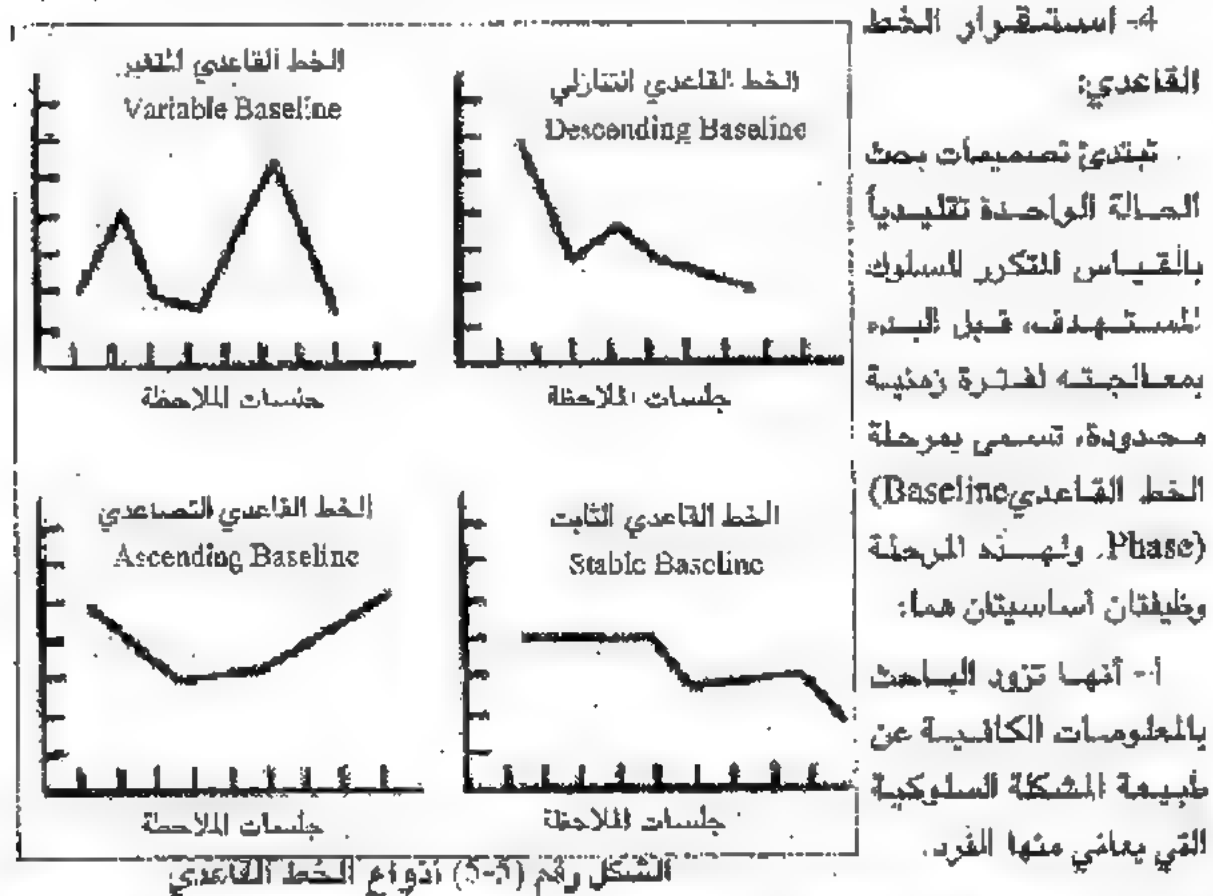 4- استقرار الخط
القاعدي:
تبتدئ تصميمات بحث
الحالة الواحدة تقليدياً
بالقياس المتكرر للسلوك
المستهدف، قبل البدء
بمعالجته لفترة زمنية
محدودة، تسمى بمرحلة
الخط القاعدي (Baseline
Phase). ولهذه المرحلة
وظيفتان أساسيتان هما:
أ- أنها تزود الباحث
بالمعلومات الكافية عن
طبيعة المشكلة السلوكية
التي يعاني منها الفرد.
الخط القاعدي التنازلي
Descending Baseline
جلسات الملاحظة
الخط القاعدي المتغير
Variable Baseline
جلسات الملاحظة
الخط القاعدي الثابت
Stable Baseline
جلسات الملاحظة
الخط القاعدي التصاعدي
Ascending Baseline
جلسات الملاحظة
الشكل رقم (5-5) أنواع الخط القاعدي